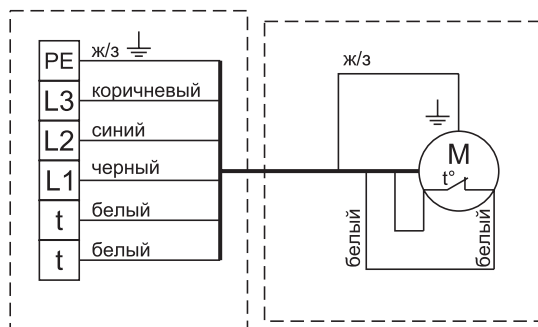 PE ж/з
L3 коричневый
L2 синий
L1 черный
t белый
t белый
ж/з
M
t°
белый
белый